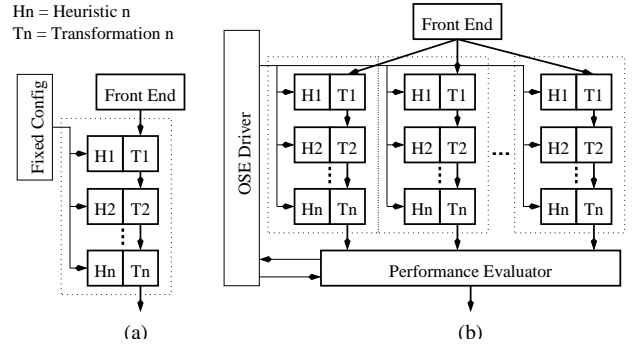 Hn = Heuristic n
Tn = Transformation n
Fixed Config
Front End
H1 T1
H2 T2
Hn Tn
(a)
OSE Driver
Front End
H1 T1 H1 T1 H1 T1
H2 T2 H2 T2 ... H2 T2
Hn Tn Hn Tn Hn Tn
Performance Evaluator
(b)